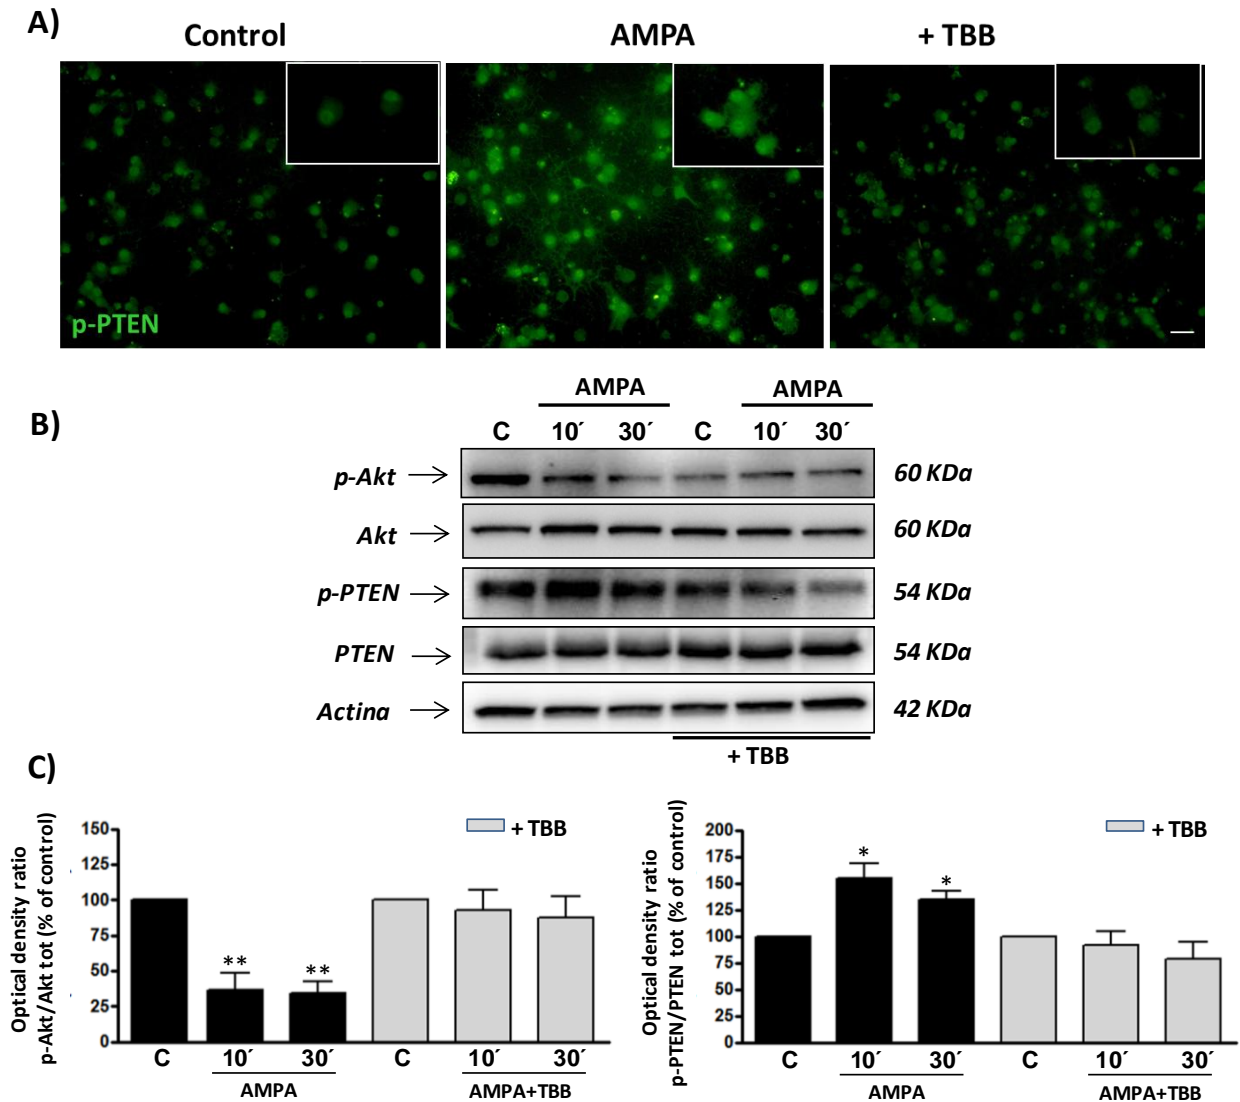 A)
Control
AMPA
+ TBB
p-PTEN
B)
AMPA
AMPA
C 10´ 30´ C 10´ 30´
p-Akt 60 KDa
Akt 60 KDa
p-PTEN 54 KDa
PTEN 54 KDa
Actina 42 KDa
+ TBB
C)
Optical density ratio
p-Akt/Akt tot (% of control)
150
125
100
75
50
25
0
+ TBB
**
**
C 10´ 30´ C 10´ 30´
AMPA AMPA+TBB
Optical density ratio
p-PTEN/PTEN tot (% of control)
200
175
150
125
100
75
50
25
0
+ TBB
*
*
C 10´ 30´ C 10´ 30´
AMPA AMPA+TBB